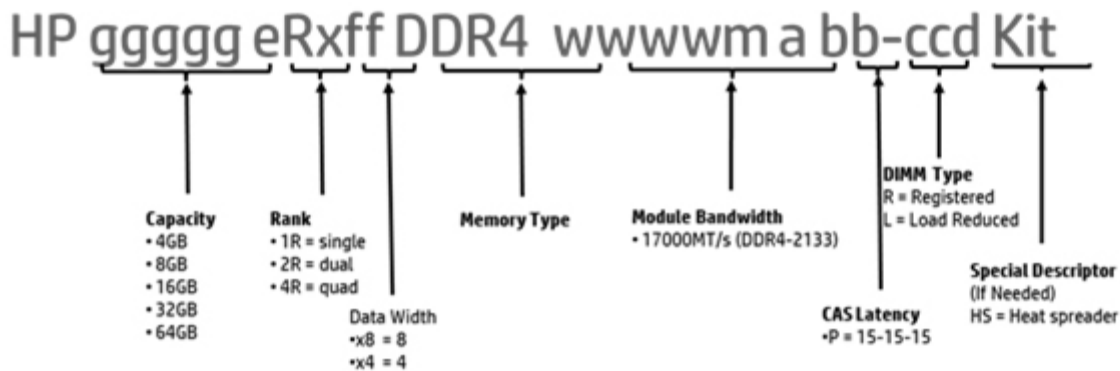 HP ggggg eRxff DDR4 wwwwm a bb-ccd Kit
Capacity
• 4GB
• 8GB
• 16GB
• 32GB
• 64GB
Rank
• 1R = single
• 2R = dual
• 4R = quad
Data Width
•x8 = 8
•x4 = 4
Memory Type
Module Bandwidth
• 17000MT/s (DDR4-2133)
CAS Latency
•P = 15-15-15
DIMM Type
R = Registered
L = Load Reduced
Special Descriptor
(If Needed)
HS = Heat spreader